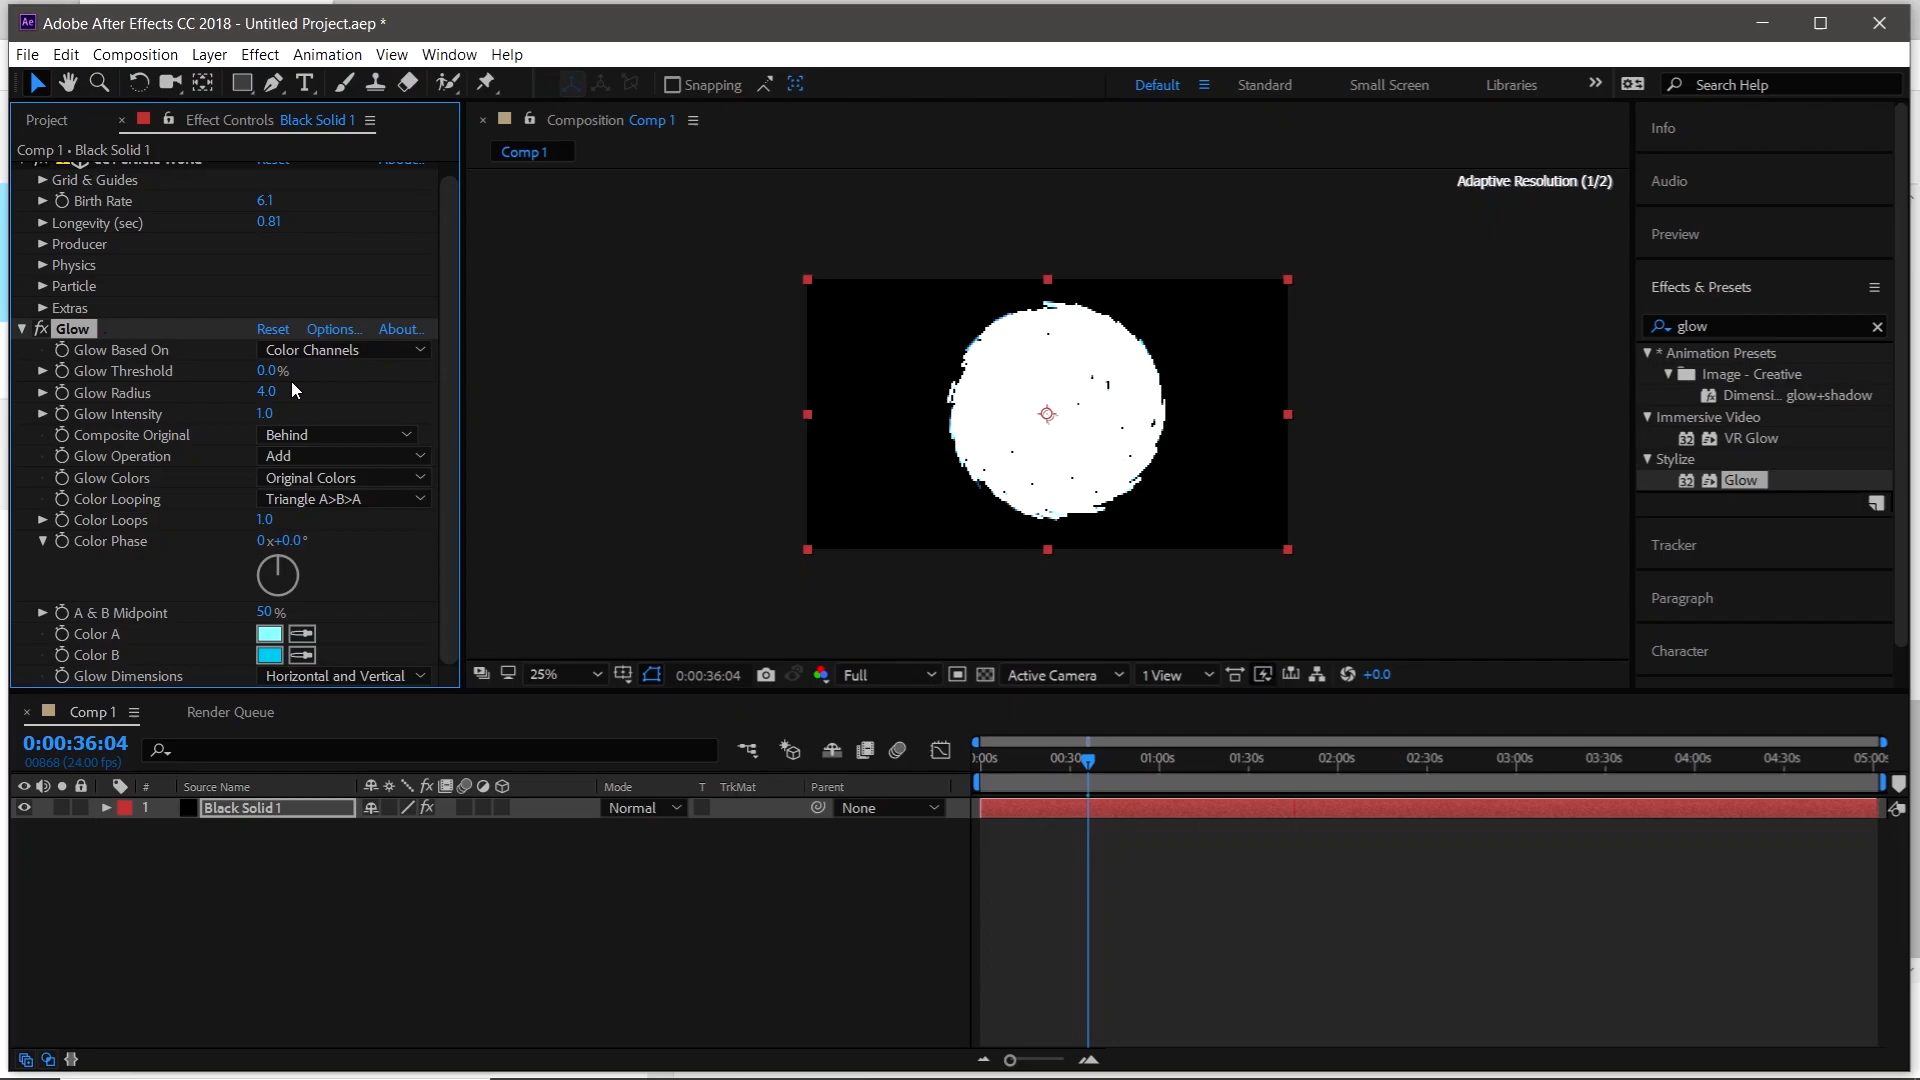 Adobe After Effects CC 2018 - Untitled Project.aep *
File Edit Composition Layer Effect Animation View Window Help
Snapping
Default Standard Small Screen Libraries Search Help
Project Effect Controls Black Solid 1
Comp 1 • Black Solid 1
Grid & Guides
Birth Rate 6.1
Longevity (sec) 0.81
Producer
Physics
Particle
Extras
Glow Reset Options... About...
Glow Based On Color Channels
Glow Threshold 0.0%
Glow Radius 4.0
Glow Intensity 1.0
Composite Original Behind
Glow Operation Add
Glow Colors Original Colors
Color Looping Triangle A>B>A
Color Loops 1.0
Color Phase 0x+0.0°
A & B Midpoint 50%
Color A
Color B
Glow Dimensions Horizontal and Vertical
Composition Comp 1
Comp 1
Adaptive Resolution (1/2)
25% 0:00:36:04 Full Active Camera 1 View +0.0
Info
Audio
Preview
Effects & Presets
glow
* Animation Presets
Image - Creative
Dimensi... glow+shadow
Immersive Video
32 VR Glow
Stylize
32 Glow
Tracker
Paragraph
Character
Comp 1 Render Queue
0:00:36:04
00868 (24.00 fps)
# Source Name fx Mode T TrkMat Parent
1 Black Solid 1 fx Normal None
):00s 00:30 01:00s 01:30s 02:00s 02:30s 03:00s 03:30s 04:00s 04:30s 05:00s